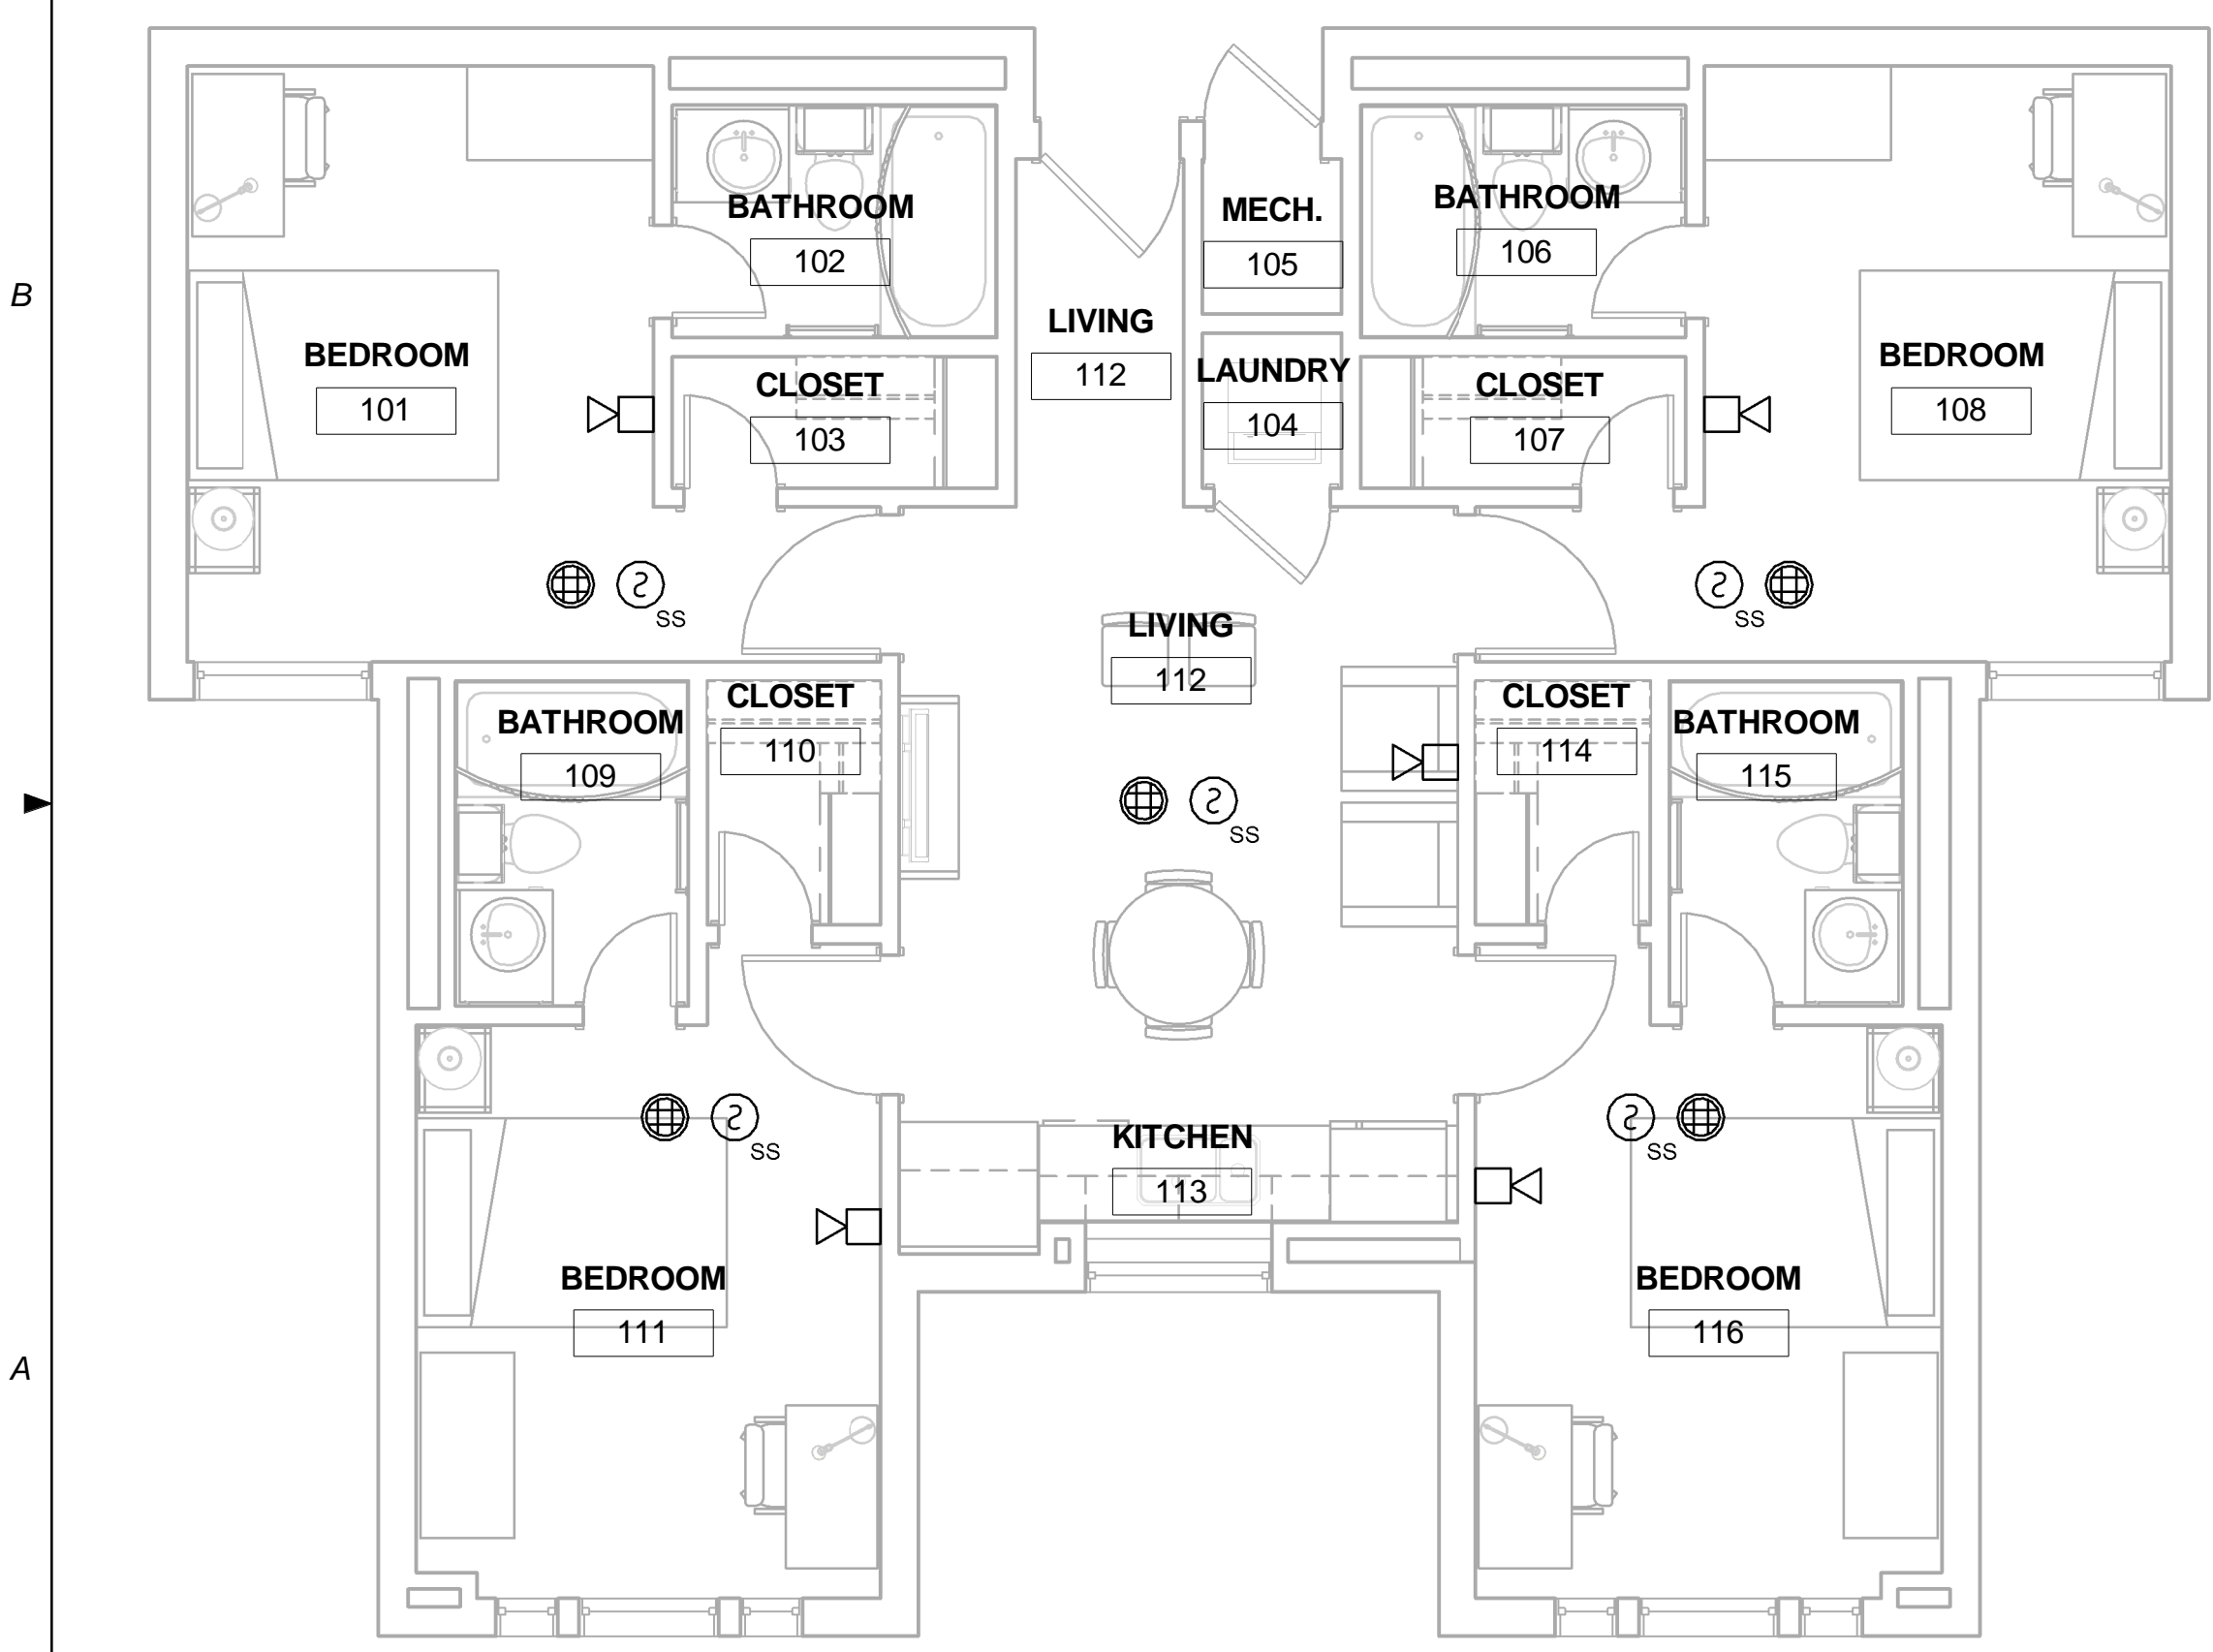 BATHROOM
102
BATHROOM
106
MECH.
105
B
LIVING
112
BEDROOM
101
BEDROOM
108
CLOSET
103
LAUNDRY
104
CLOSET
107
S
SS
S
SS
LIVING
112
CLOSET
110
CLOSET
114
BATHROOM
109
BATHROOM
115
S
SS
S
SS
S
SS
KITCHEN
113
BEDROOM
111
BEDROOM
116
A